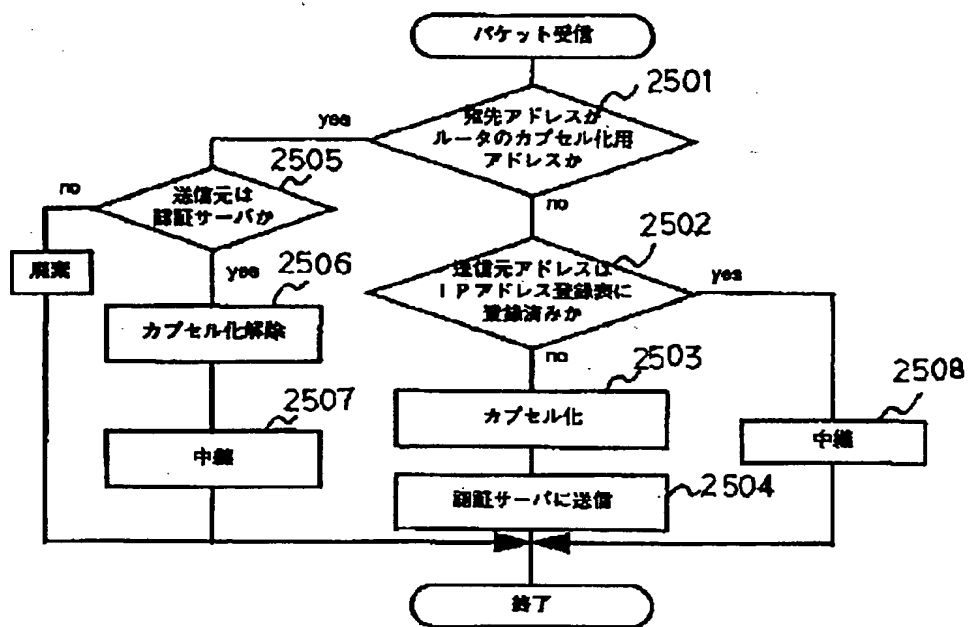 パケット受信
2501
宛先アドレスが
ルータのカプセル化用
アドレスか
yes
no
2505
送信元は
認証サーバか
no
yes
廃棄
2506
カプセル化解除
2507
中継
2502
送信元アドレスは
IPアドレス登録表に
登録済みか
yes
no
2503
カプセル化
2504
認証サーバに送信
2508
中継
終了